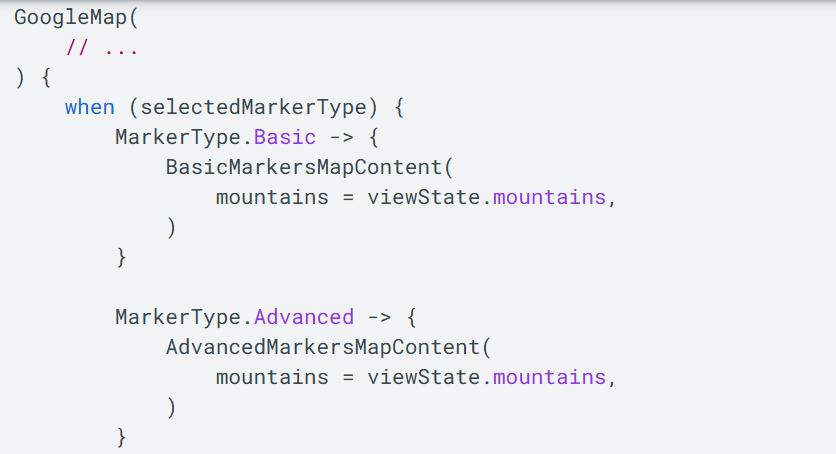 GoogleMap(
    // ...
) {
    when (selectedMarkerType) {
        MarkerType.Basic -> {
            BasicMarkersMapContent(
                mountains = viewState.mountains,
            )
        }

        MarkerType.Advanced -> {
            AdvancedMarkersMapContent(
                mountains = viewState.mountains,
            )
        }